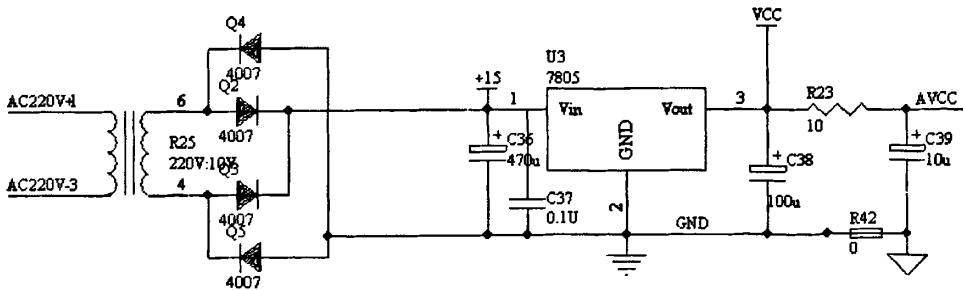 Q4
VCC
4007
Q2
+15
U3
7805
AC220V+1
6
1
Vin
Vout
3
R23
AVCC
4007
R25
220V:10V
GND
10
C36
470u
C38
C39
10u
Q3
AC220V-3
4
4007
C37
0.1U
2
100u
Q5
GND
R42
4007
0